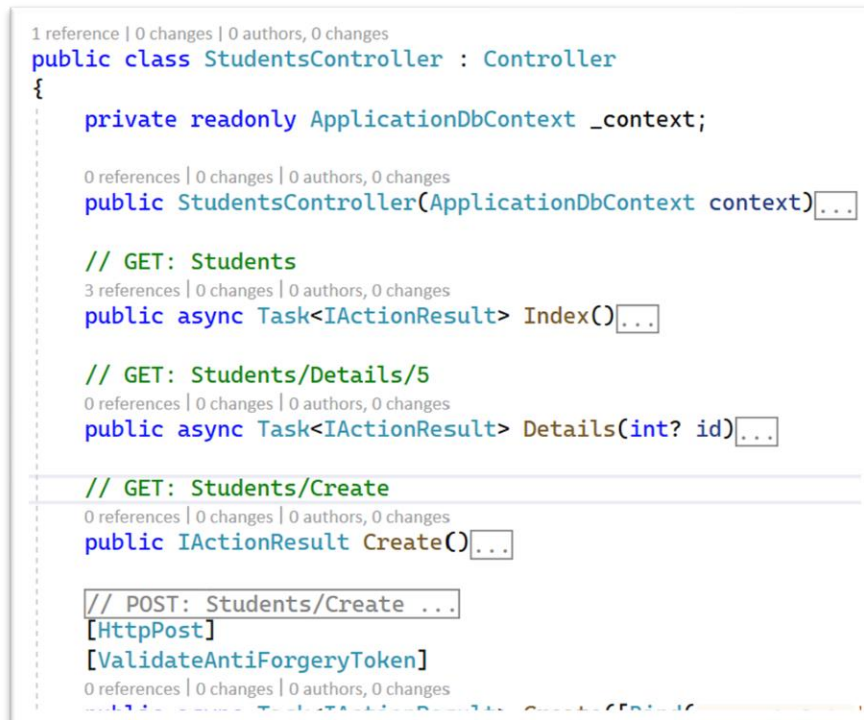 1 reference | 0 changes | 0 authors, 0 changes
public class StudentsController : Controller
{
private readonly ApplicationDbContext _context;
0 references | 0 changes | 0 authors, 0 changes
public StudentsController(ApplicationDbContext context)...
// GET: Students
3 references | 0 changes | 0 authors, 0 changes
public async Task<IActionResult> Index()...
// GET: Students/Details/5
0 references | 0 changes | 0 authors, 0 changes
public async Task<IActionResult> Details(int? id)...
// GET: Students/Create
0 references | 0 changes | 0 authors, 0 changes
public IActionResult Create()...
// POST: Students/Create ...
[HttpPost]
[ValidateAntiForgeryToken]
0 references | 0 changes | 0 authors, 0 changes